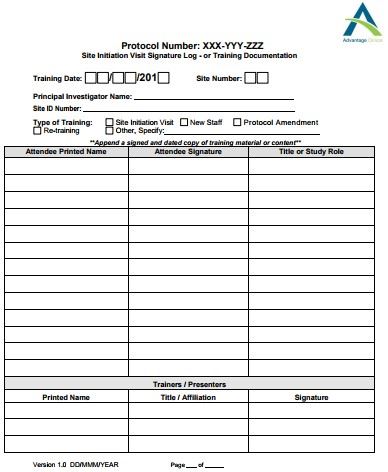 Advantage Clinical
Protocol Number: XXX-YYY-ZZZ
Site Initiation Visit Signature Log - or Training Documentation
Training Date: / /201 Site Number:
Principal Investigator Name:
Site ID Number:
Type of Training: Site Initiation Visit New Staff Protocol Amendment
Re-training Other, Specify:
**Append a signed and dated copy of training material or content**
Attendee Printed Name Attendee Signature Title or Study Role
Trainers / Presenters
Printed Name Title / Affiliation Signature
Version 1.0 DD/MMM/YEAR Page ___ of ___